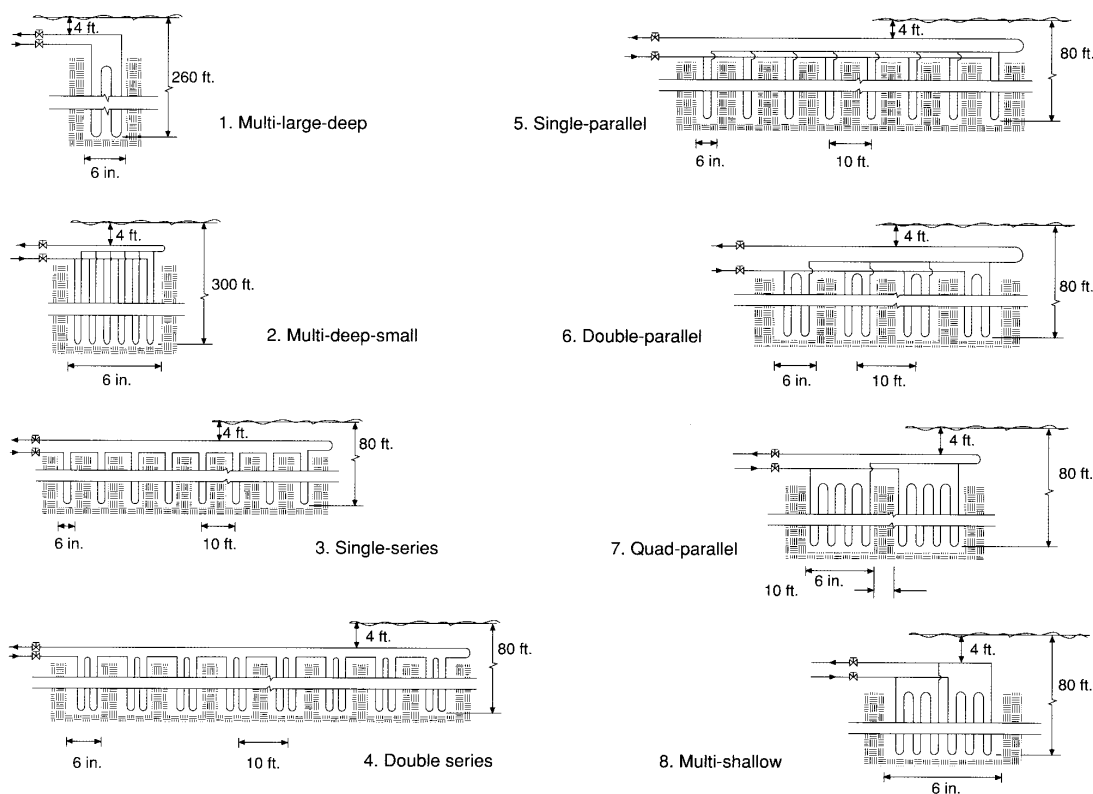 4 ft.
260 ft.
1. Multi-large-deep
6 in.
4 ft.
300 ft.
2. Multi-deep-small
6 in.
4 ft.
80 ft.
6 in.
10 ft.
3. Single-series
4 ft.
80 ft.
6 in.
10 ft.
4. Double series
4 ft.
80 ft.
5. Single-parallel
6 in.
10 ft.
4 ft.
80 ft.
6. Double-parallel
6 in.
10 ft.
4 ft.
80 ft.
7. Quad-parallel
6 in.
10 ft.
4 ft.
80 ft.
8. Multi-shallow
6 in.